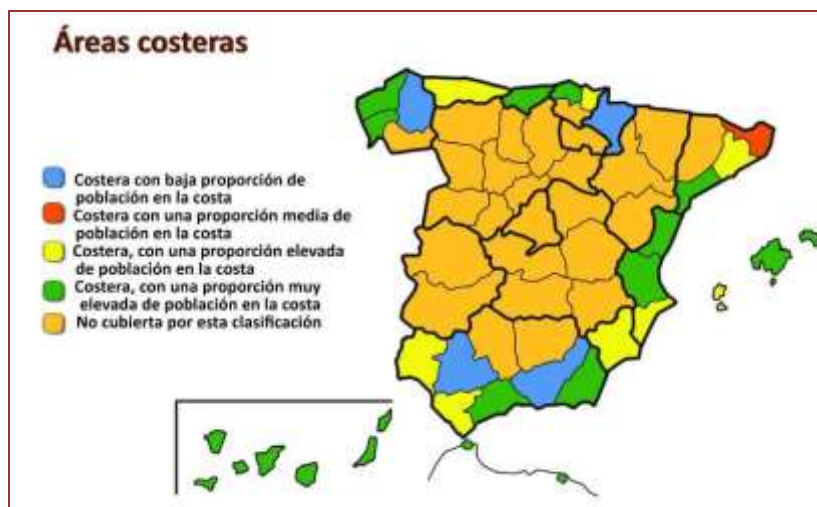 Áreas costeras
Costera con baja proporción de
población en la costa
Costera con una proporción media de
población en la costa
Costera, con una proporción elevada
de población en la costa
Costera, con una proporción muy
elevada de población en la costa
No cubierta por esta clasificación